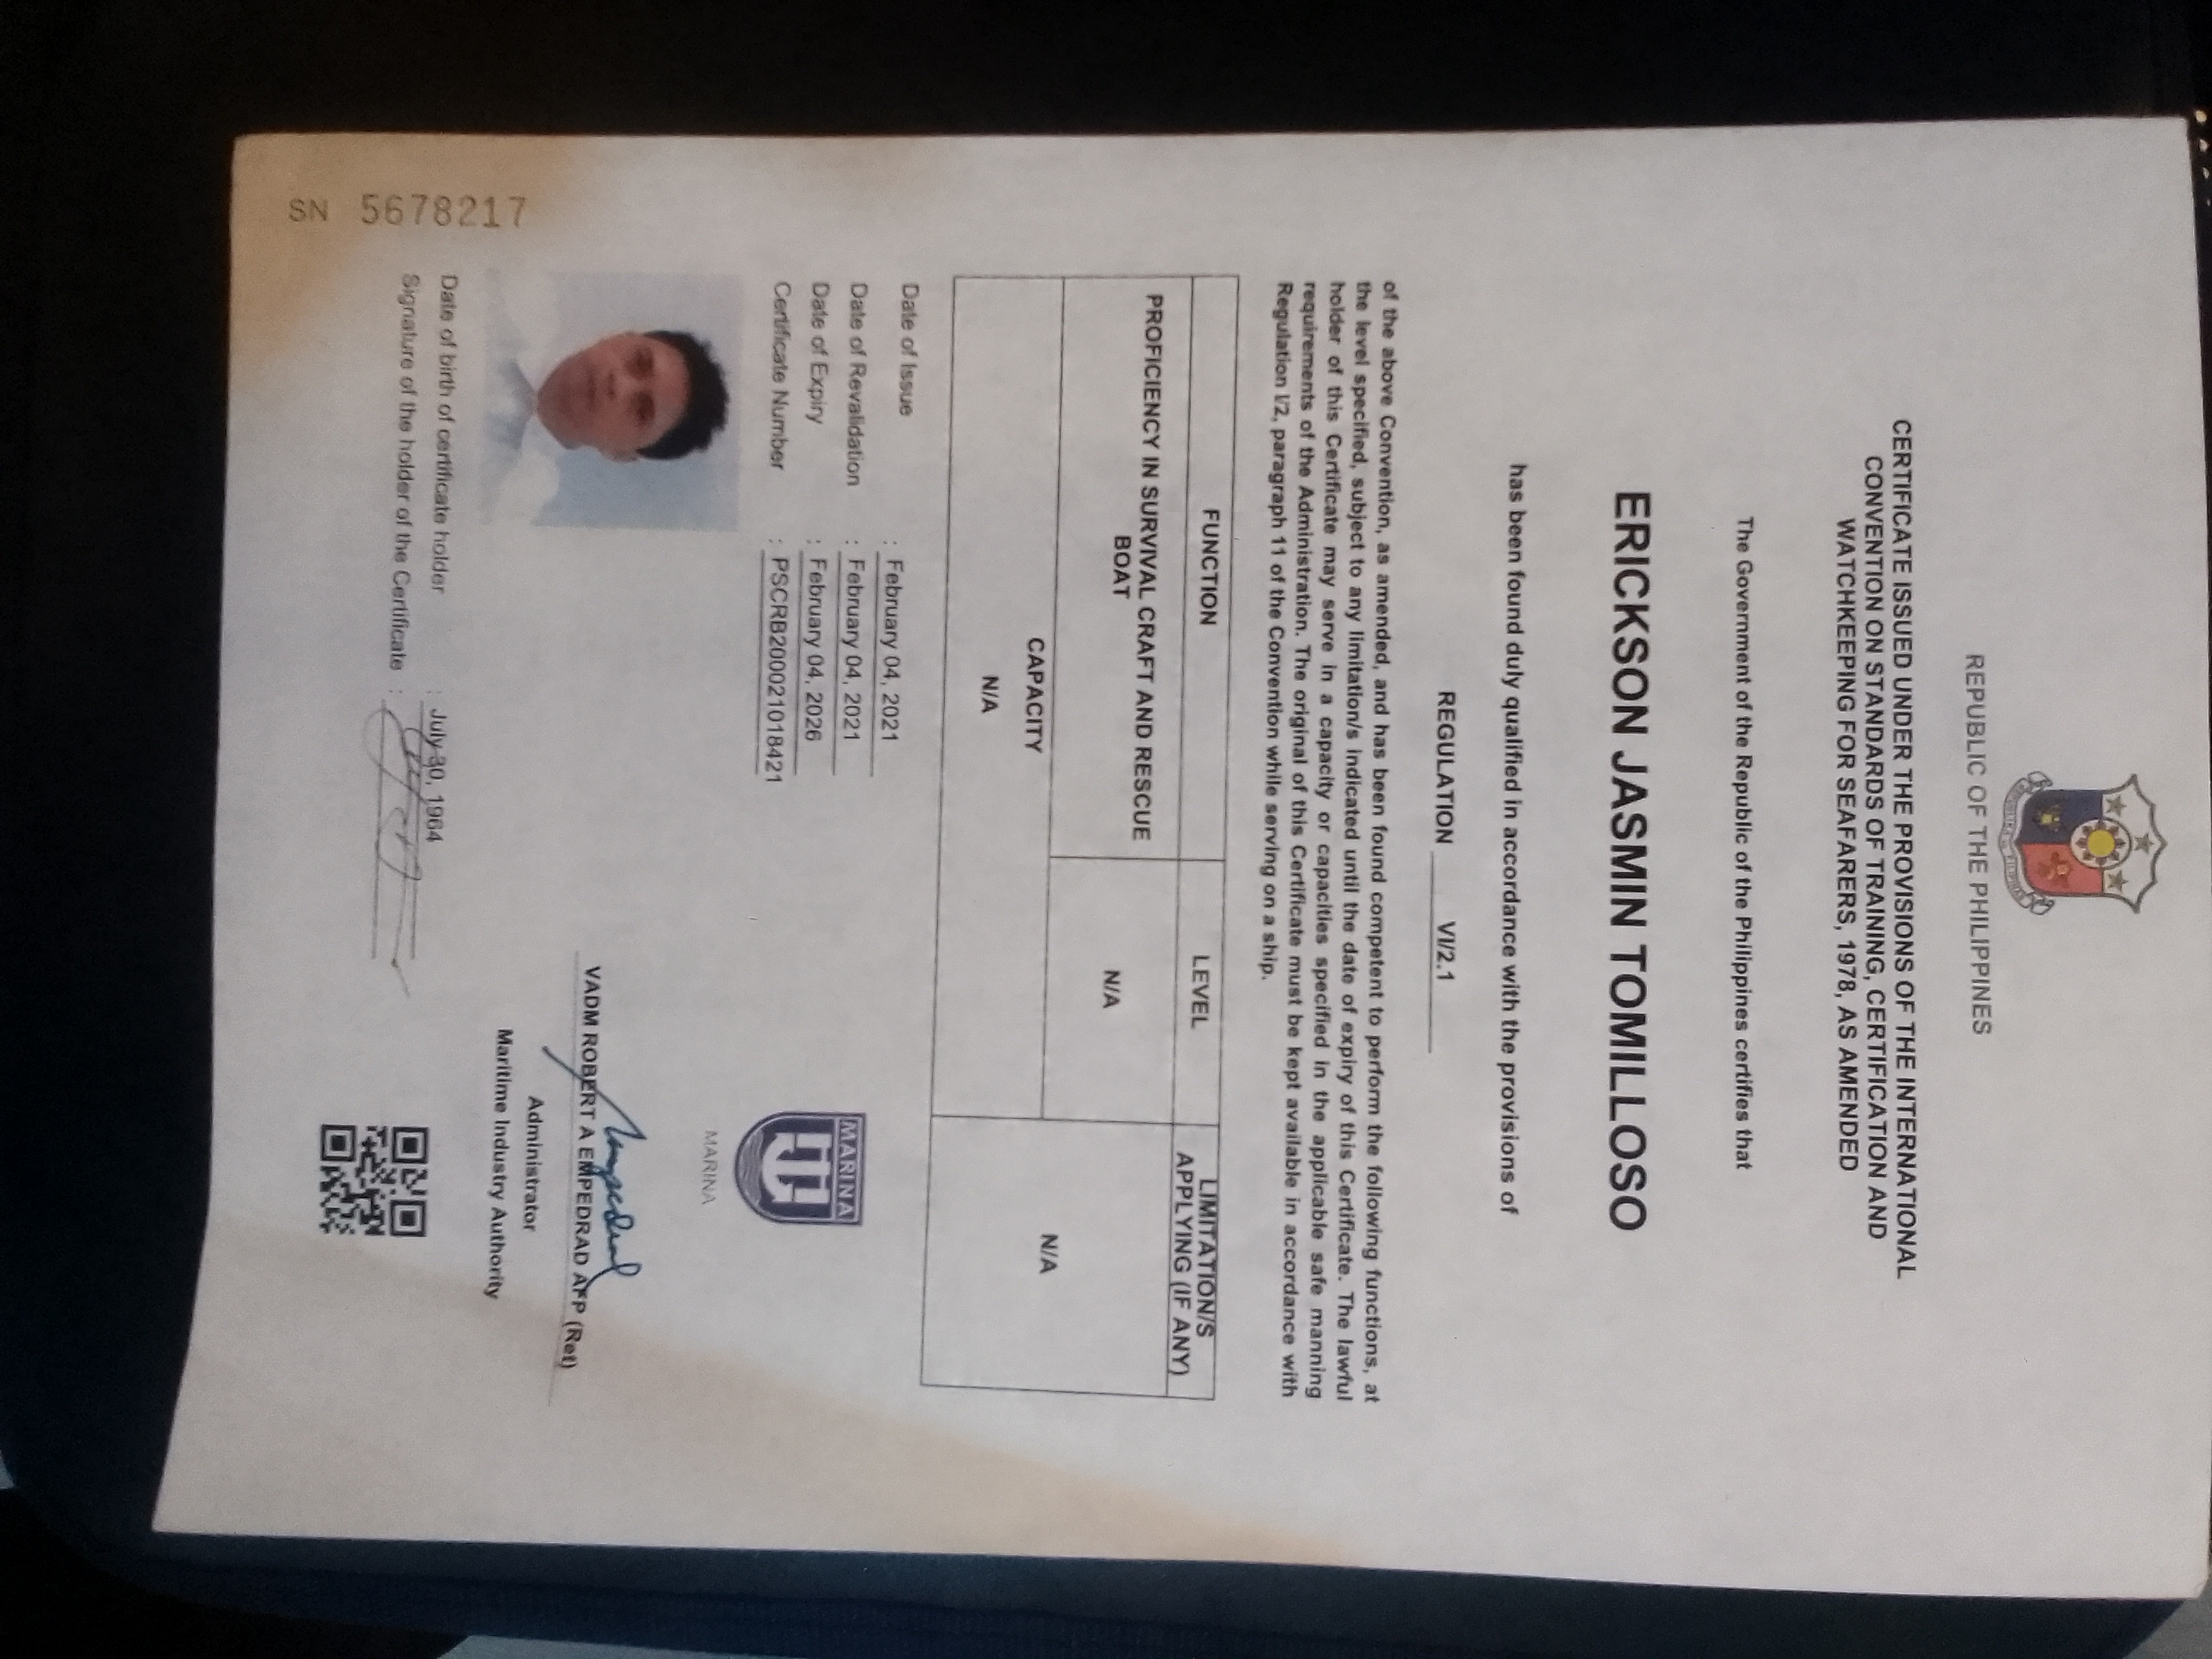 REPUBLIC OF THE PHILIPPINES
CERTIFICATE ISSUED UNDER THE PROVISIONS OF THE INTERNATIONAL
CONVENTION ON STANDARDS OF TRAINING, CERTIFICATION AND
WATCHKEEPING FOR SEAFARERS, 1978, AS AMENDED
The Government of the Republic of the Philippines certifies that
ERICKSON JASMIN TOMILLOSO
has been found duly qualified in accordance with the provisions of
REGULATION VI/2.1
of the above Convention, as amended, and has been found competent to perform the following functions, at
the level specified, subject to any limitation/s indicated until the date of expiry of this Certificate. The lawful
holder of this Certificate may serve in a capacity or capacities specified in the applicable safe manning
requirements of the Administration. The original of this Certificate must be kept available in accordance with
Regulation I/2, paragraph 11 of the Convention while serving on a ship.
FUNCTION LEVEL LIMITATION/S
APPLYING (IF ANY)
PROFICIENCY IN SURVIVAL CRAFT AND RESCUE
BOAT
N/A
N/A
CAPACITY
N/A
Date of Issue : February 04, 2021
Date of Revalidation : February 04, 2021
Date of Expiry : February 04, 2026
Certificate Number : PSCRB200021018421
MARINA
MARINA
VADM ROBERT A EMPEDRAD AFP (Ret)
Administrator
Maritime Industry Authority
Date of birth of certificate holder : July 30, 1964
Signature of the holder of the Certificate :
SN 5678217